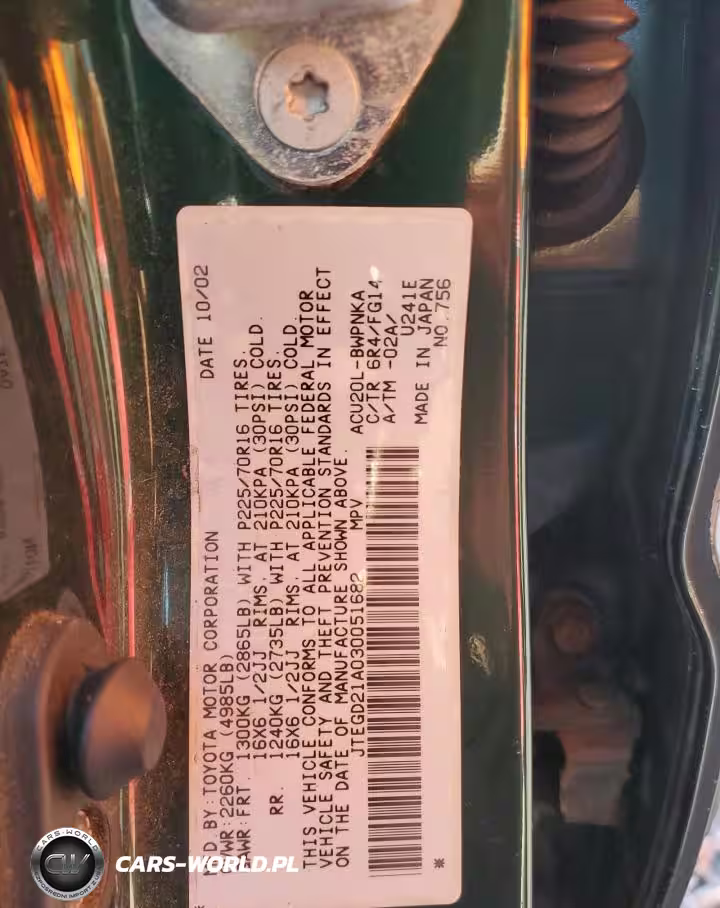 MFD. BY: TOYOTA MOTOR CORPORATION DATE 10/02
GVWR: 2260KG (4985LB)
GAWR: FRT. 1300KG (2865LB) WITH P225/70R16 TIRES.
16X6 1/2JJ RIMS, AT 210KPA (30PSI) COLD.
RR. 1240KG (2735LB) WITH P225/70R16 TIRES.
16X6 1/2JJ RIMS, AT 210KPA (30PSI) COLD.
THIS VEHICLE CONFORMS TO ALL APPLICABLE FEDERAL MOTOR
VEHICLE SAFETY AND THEFT PREVENTION STANDARDS IN EFFECT
ON THE DATE OF MANUFACTURE SHOWN ABOVE.
JTEGD21A030051682 MPV
ACU20L-BWPNKA
C/TR 6R4/FG14
A/TM -02A/
U241E
MADE IN JAPAN
NO. 756
CARS-WORLD
CW
CARS-WORLD.PL